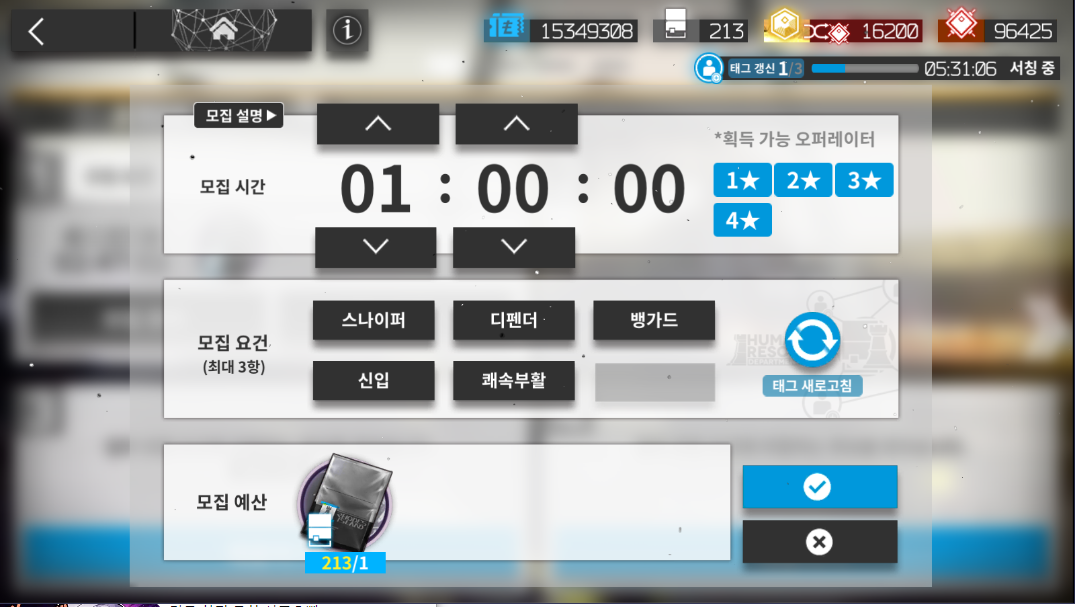 15349308 213 16200 96425
태그 갱신 1/3 05:31:06 서칭 중
모집 설명▶
*획득 가능 오퍼레이터
모집 시간
01 : 00 : 00
1★ 2★ 3★
4★
스나이퍼 디펜더 뱅가드
모집 요건
(최대 3항)
신입 쾌속부활
HUM
RESO
태그 새로고침
모집 예산
213/1